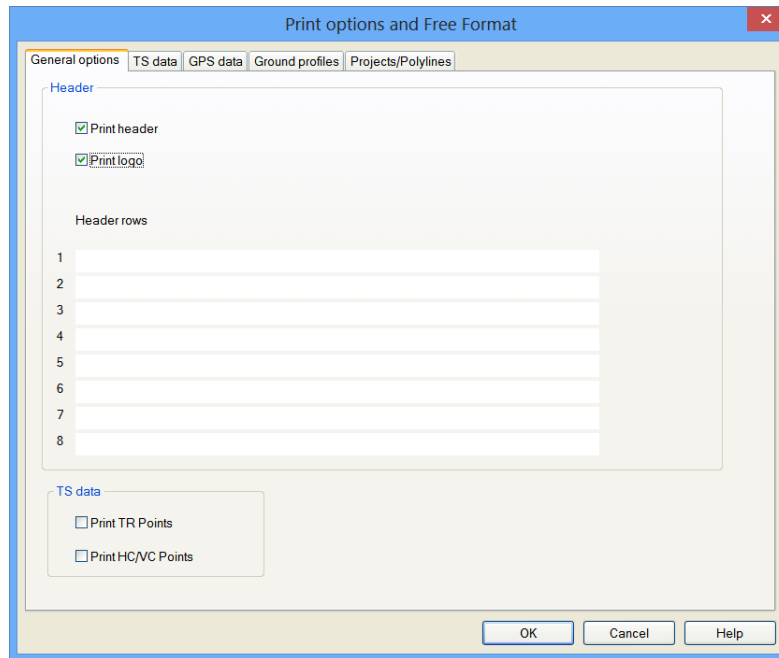 Print options and Free Format
General options TS data GPS data Ground profiles Projects/Polylines
Header
Print header
Print logo
Header rows
1
2
3
4
5
6
7
8
TS data
Print TR Points
Print HC/VC Points
OK Cancel Help